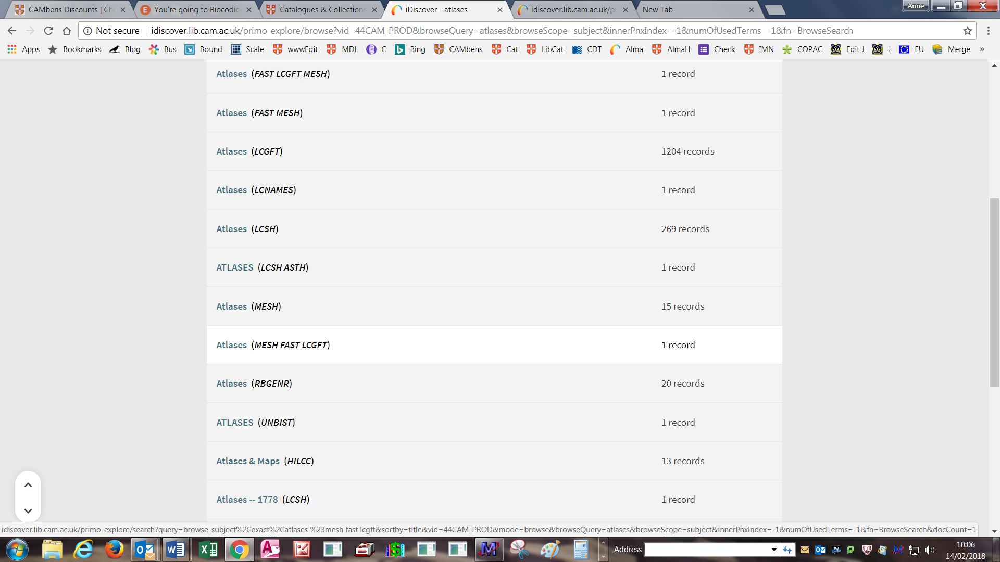 CAMbens Discounts | Ch
You're going to Biocodic
Catalogues & Collections
iDiscover - atlases
idiscover.lib.cam.ac.uk/pr
New Tab
Anne
Not secure
idiscover.lib.cam.ac.uk/primo-explore/browse?vid=44CAM_PROD&browseQuery=atlases&browseScope=subject&innerPnxIndex=-1&numOfUsedTerms=-1&fn=BrowseSearch
Apps Bookmarks Blog Bus Bound Scale wwwEdit MDL C Bing CAMbens Cat LibCat CDT Alma AlmaH Check IMN COPAC Edit J J EU Merge »
Atlases (FAST LCGFT MESH) 1 record
Atlases (FAST MESH) 1 record
Atlases (LCGFT) 1204 records
Atlases (LCNAMES) 1 record
Atlases (LCSH) 269 records
ATLASES (LCSH ASTH) 1 record
Atlases (MESH) 15 records
Atlases (MESH FAST LCGFT) 1 record
Atlases (RBGENR) 20 records
ATLASES (UNBIST) 1 record
Atlases & Maps (HILCC) 13 records
Atlases -- 1778 (LCSH) 1 record
idiscover.lib.cam.ac.uk/primo-explore/search?query=browse_subject%2Cexact%2Catlases %23mesh fast lcgft&sortby=title&vid=44CAM_PROD&mode=browse&browseQuery=atlases&browseScope=subject&innerPnxIndex=-1&numOfUsedTerms=-1&fn=BrowseSearch&docCount=1
Address
10:06
14/02/2018